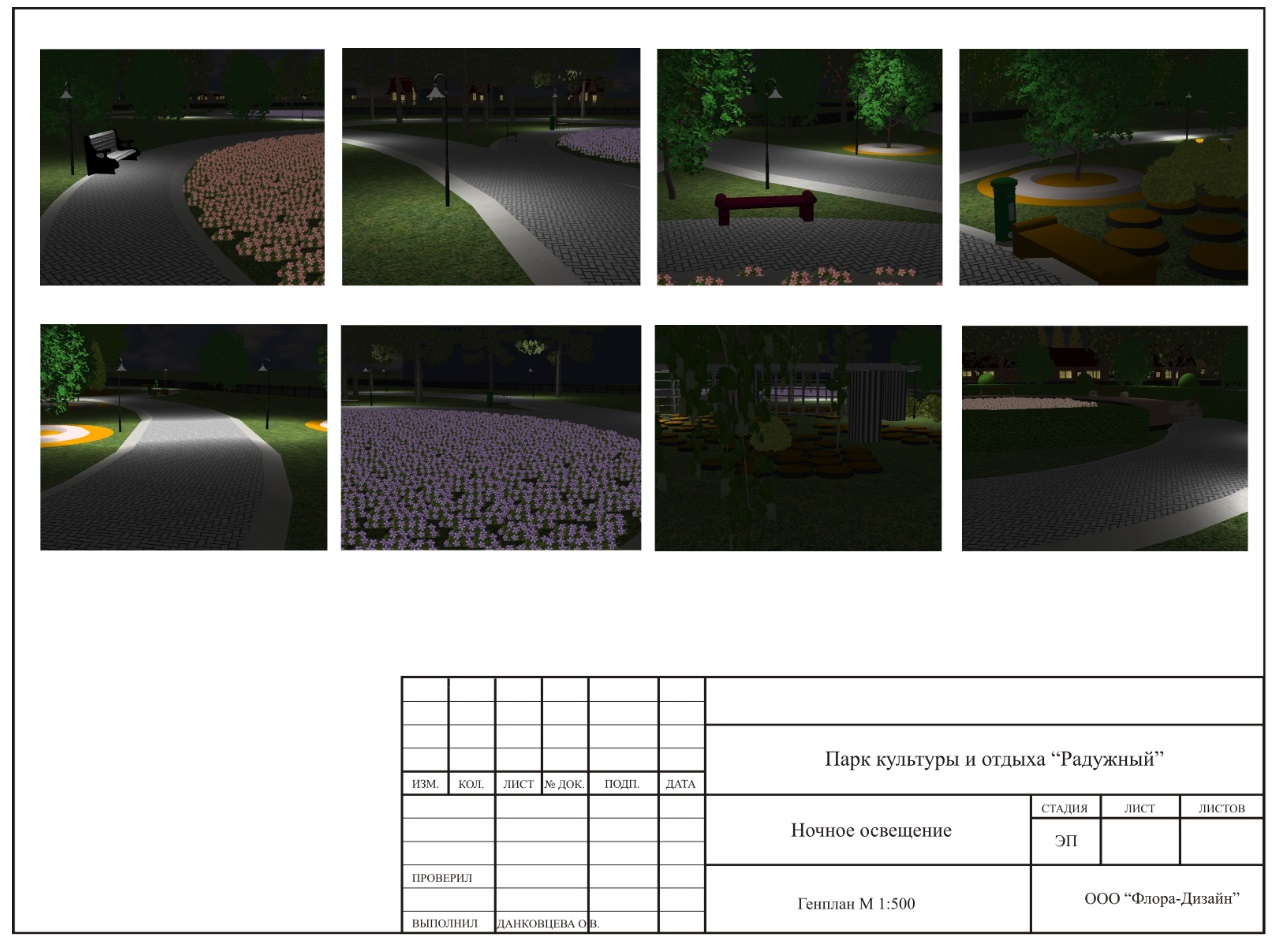 Парк культуры и отдыха “Радужный”
ИЗМ. КОЛ. ЛИСТ № ДОК. ПОДП. ДАТА
Ночное освещение
СТАДИЯ ЛИСТ ЛИСТОВ
ЭП
ПРОВЕРИЛ
Генплан М 1:500
ООО “Флора-Дизайн”
ВЫПОЛНИЛ ДАНКОВЦЕВА О.В.